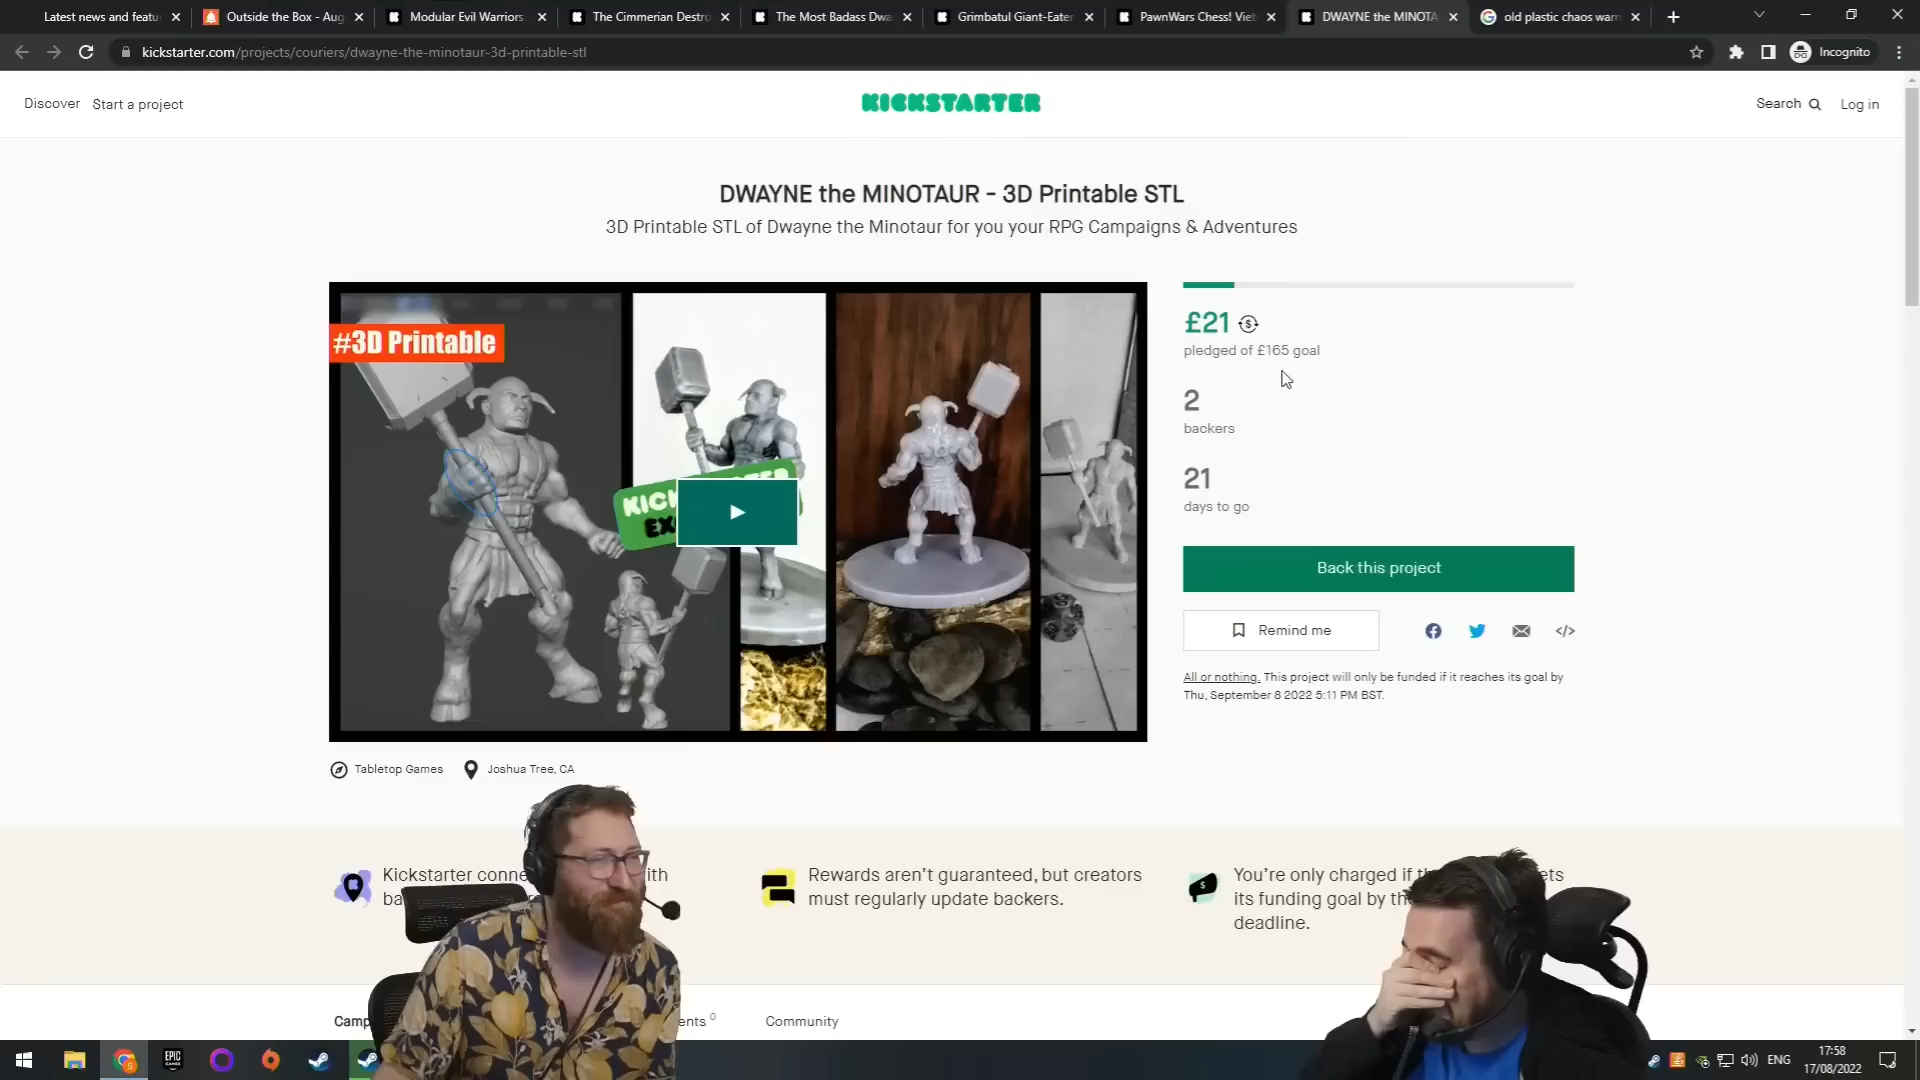 Latest news and featu
Outside the Box - Aug
Modular Evil Warriors
The Cimmerian Destro
The Most Badass Dwa
Grimbatul Giant-Eater
PawnWars Chess! Viet
DWAYNE the MINOTA
old plastic chaos warr
kickstarter.com/projects/couriers/dwayne-the-minotaur-3d-printable-stl
Incognito
Discover
Start a project
KICKSTARTER
Search
Log in
DWAYNE the MINOTAUR - 3D Printable STL
3D Printable STL of Dwayne the Minotaur for you your RPG Campaigns & Adventures
#3D Printable
KICK
EX
£21
pledged of £165 goal
2
backers
21
days to go
Back this project
Remind me
All or nothing. This project will only be funded if it reaches its goal by
Thu, September 8 2022 5:11 PM BST.
Tabletop Games
Joshua Tree, CA
Kickstarter conne
ith
ba
Rewards aren't guaranteed, but creators
must regularly update backers.
You're only charged if th
ets
its funding goal by th
deadline.
Camp
ents 0
Community
EPIC
GAMES
ENG
17:58
17/08/2022